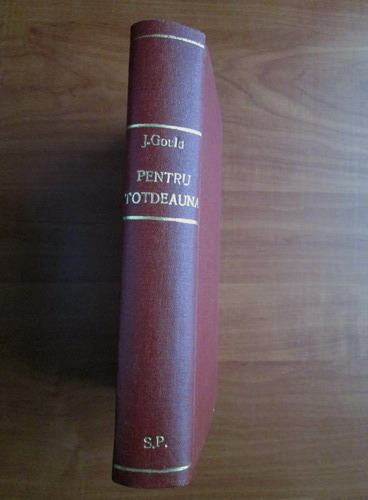 J.Gould
PENTRU
TOTDEAUNA
S.P.